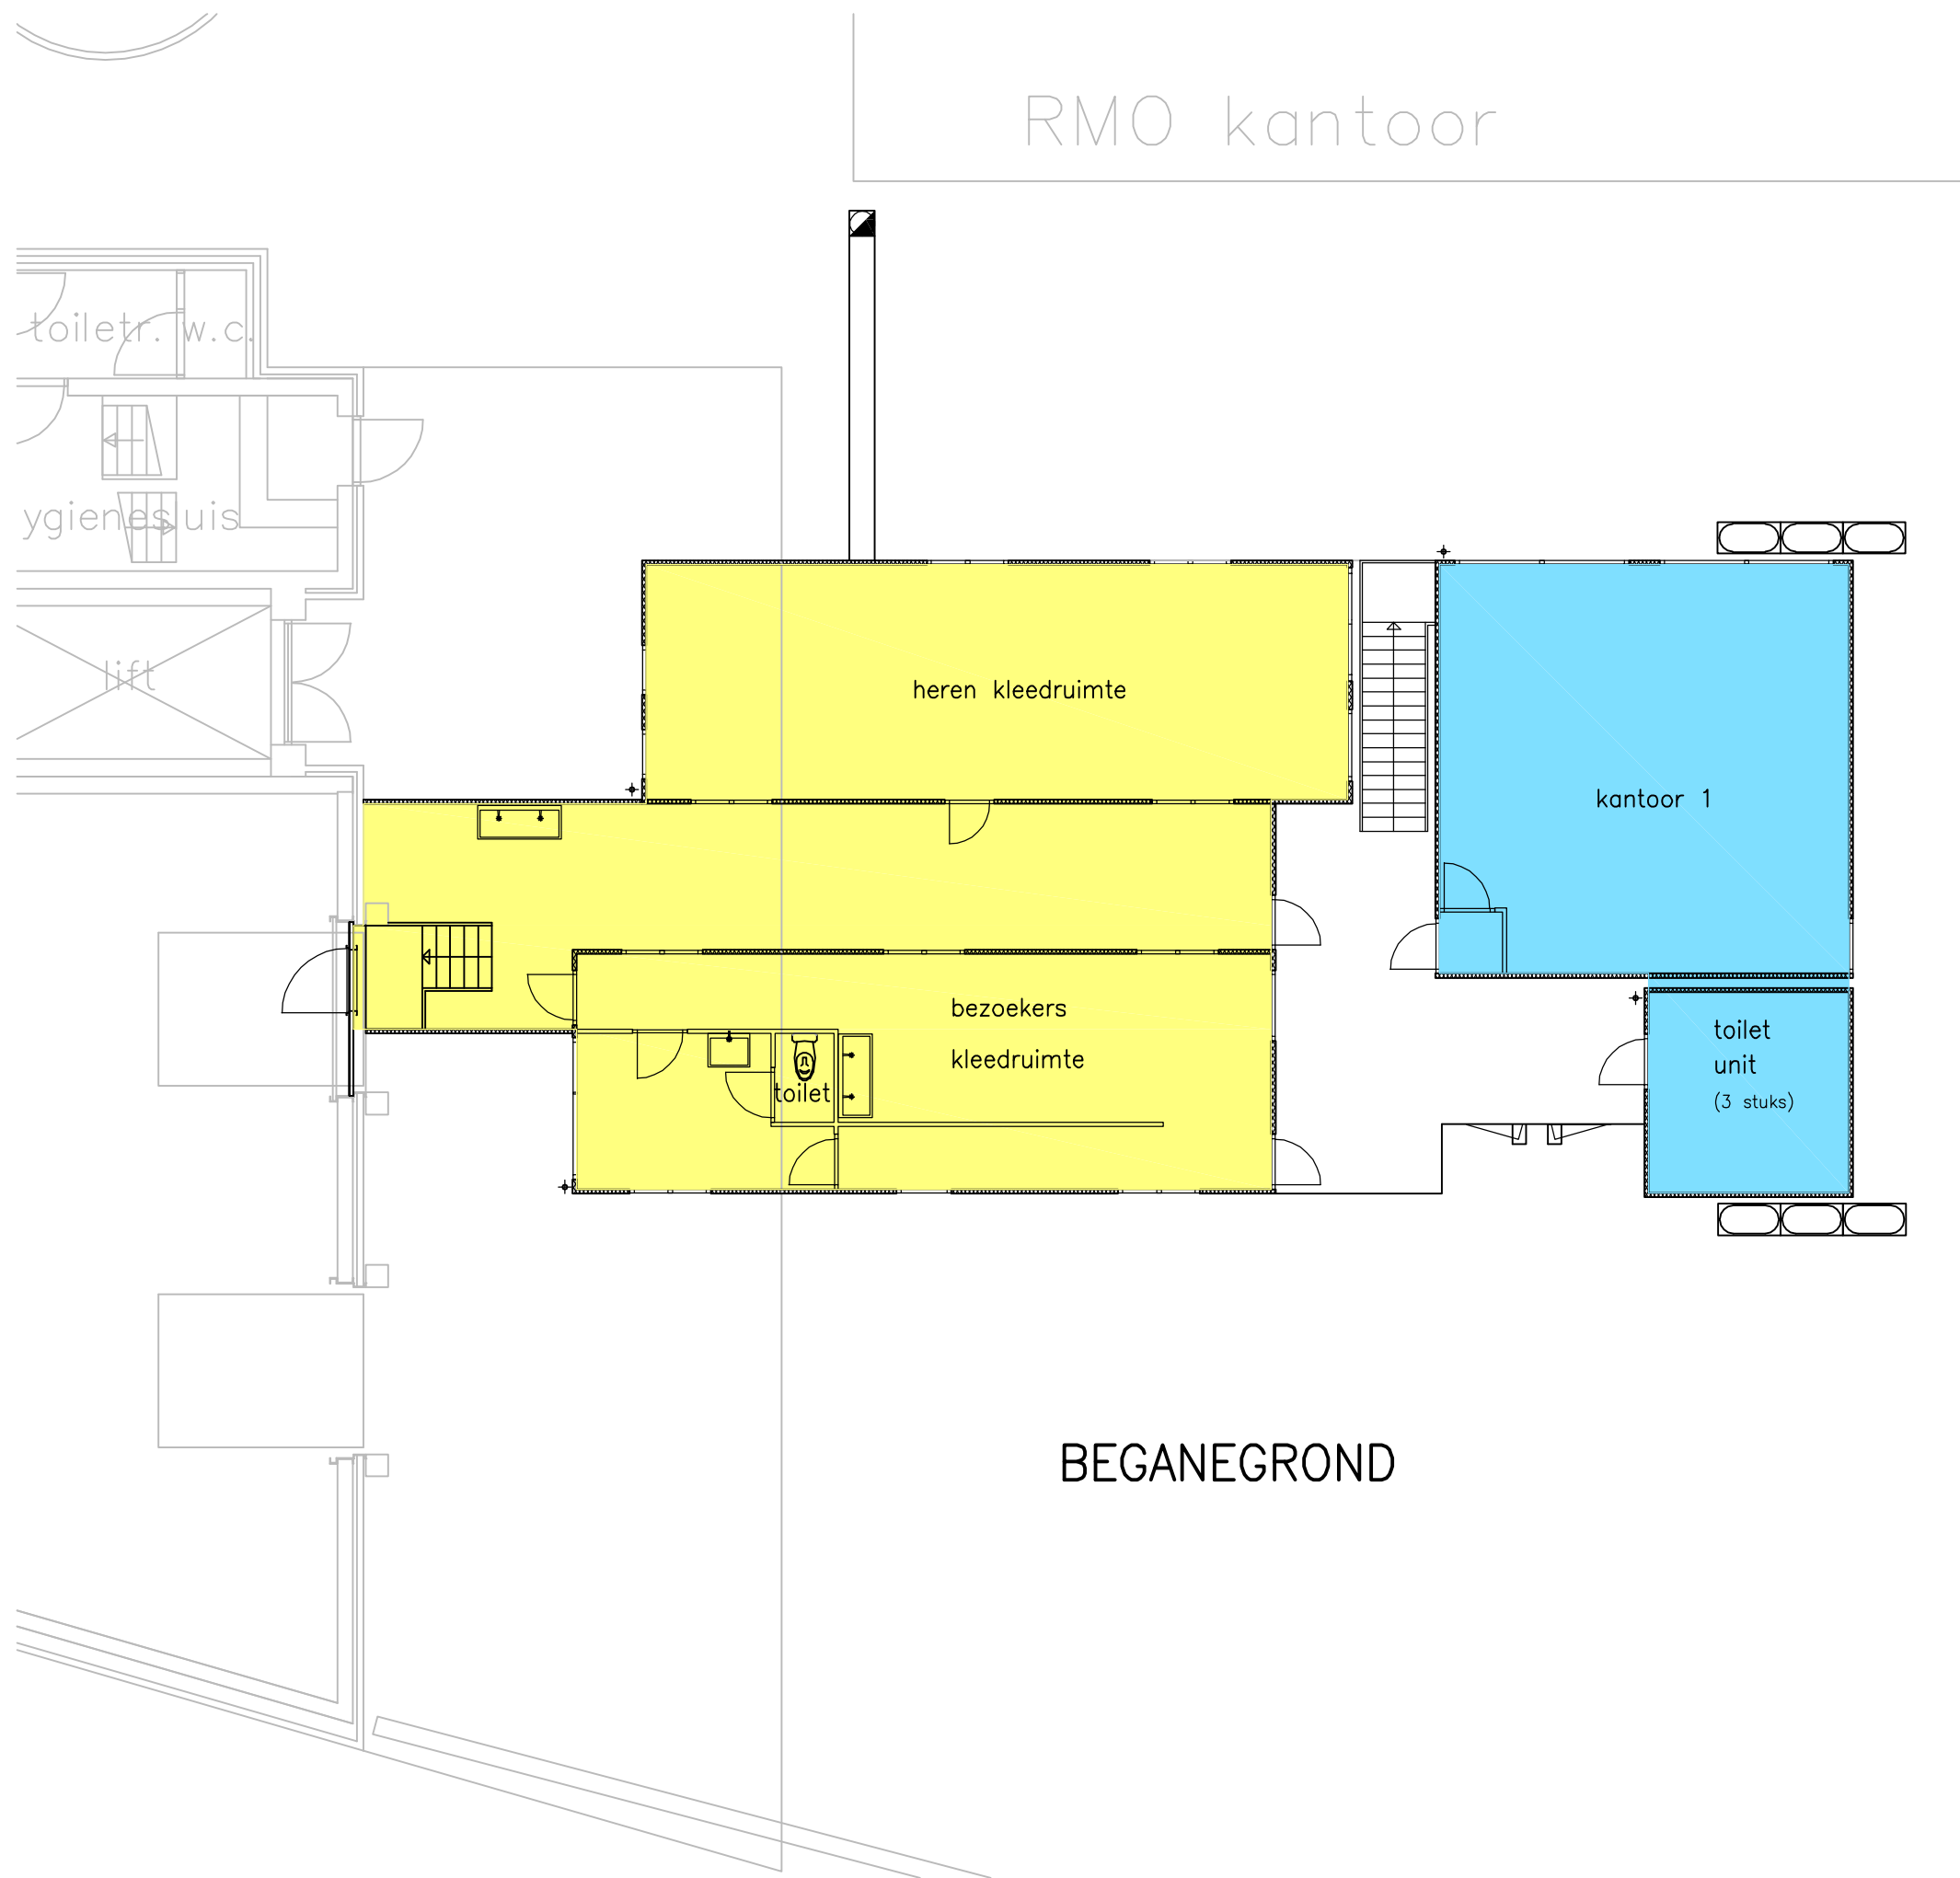 RMO kantoor
toiletr. w.c.
ygienesluis
lift
heren kleedruimte
kantoor 1
bezoekers
kleedruimte
toilet
toilet
unit
(3 stuks)
BEGANEGROND